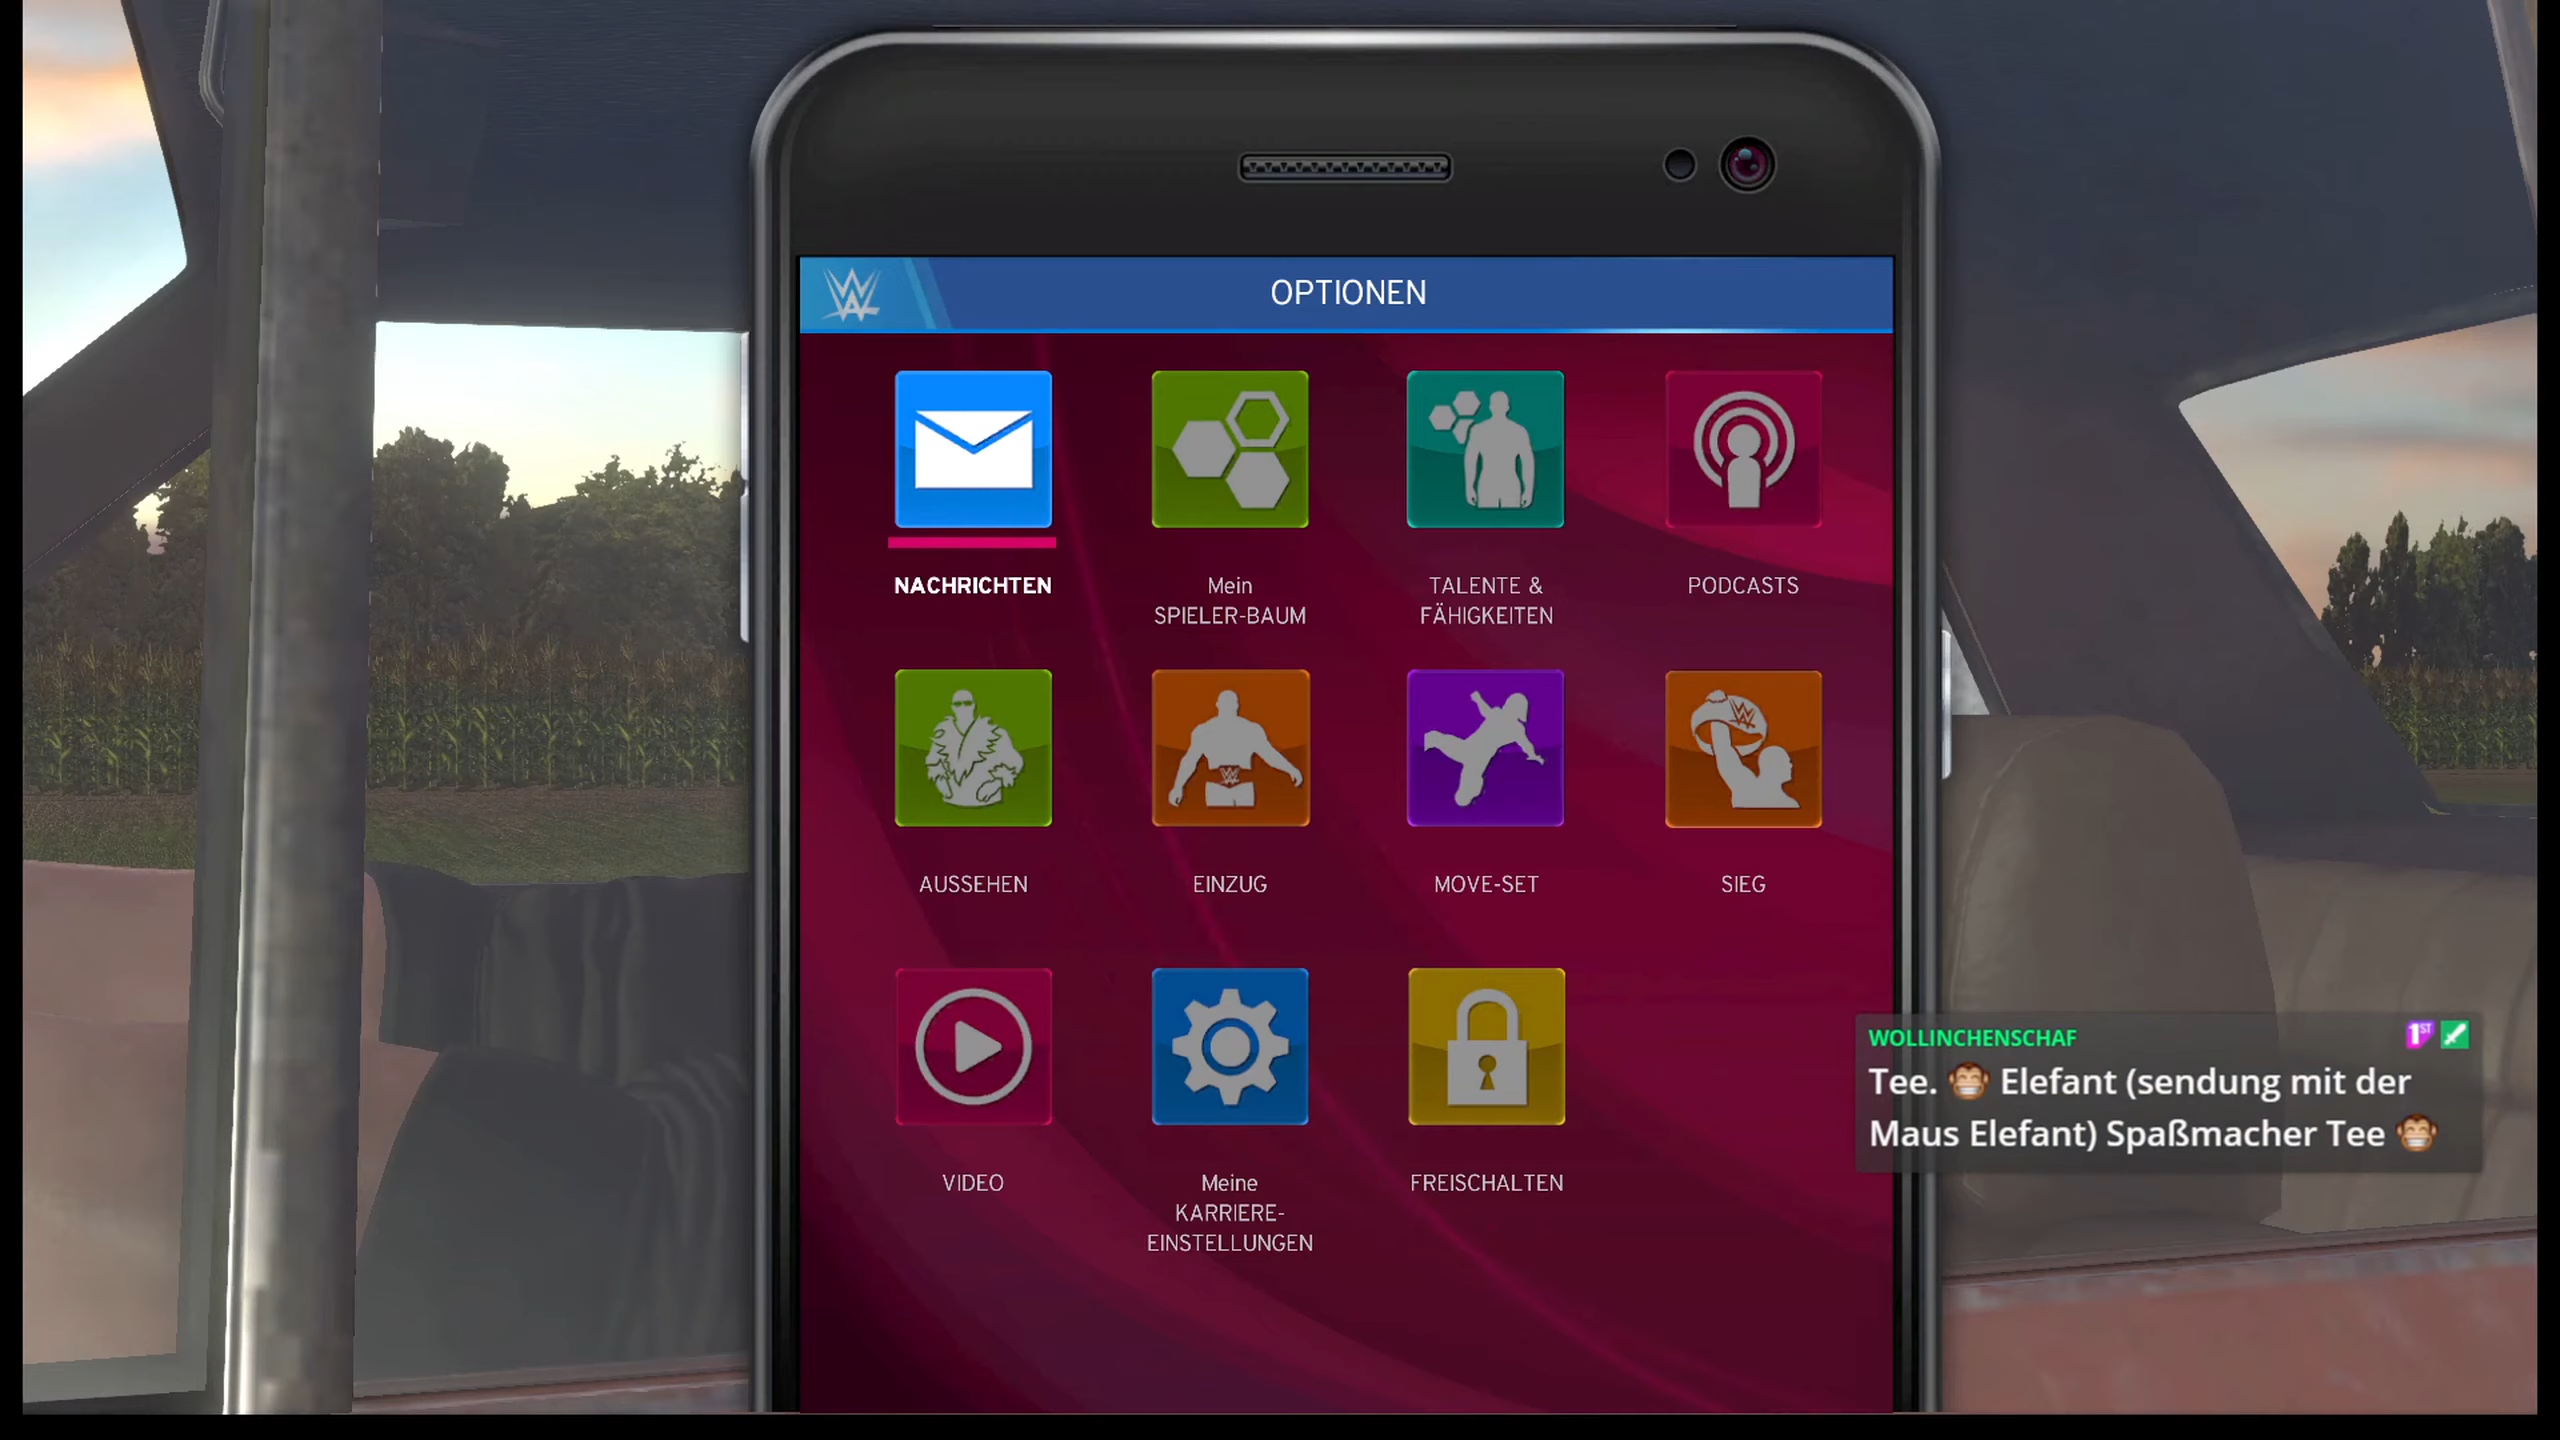 OPTIONEN
NACHRICHTEN
Mein
SPIELER-BAUM
TALENTE &
FÄHIGKEITEN
PODCASTS
AUSSEHEN
EINZUG
MOVE-SET
SIEG
VIDEO
Meine
KARRIERE-
EINSTELLUNGEN
FREISCHALTEN
WOLLINCHENSCHAF
1ST
Tee. 🐵 Elefant (sendung mit der
Maus Elefant) Spaßmacher Tee 🐵